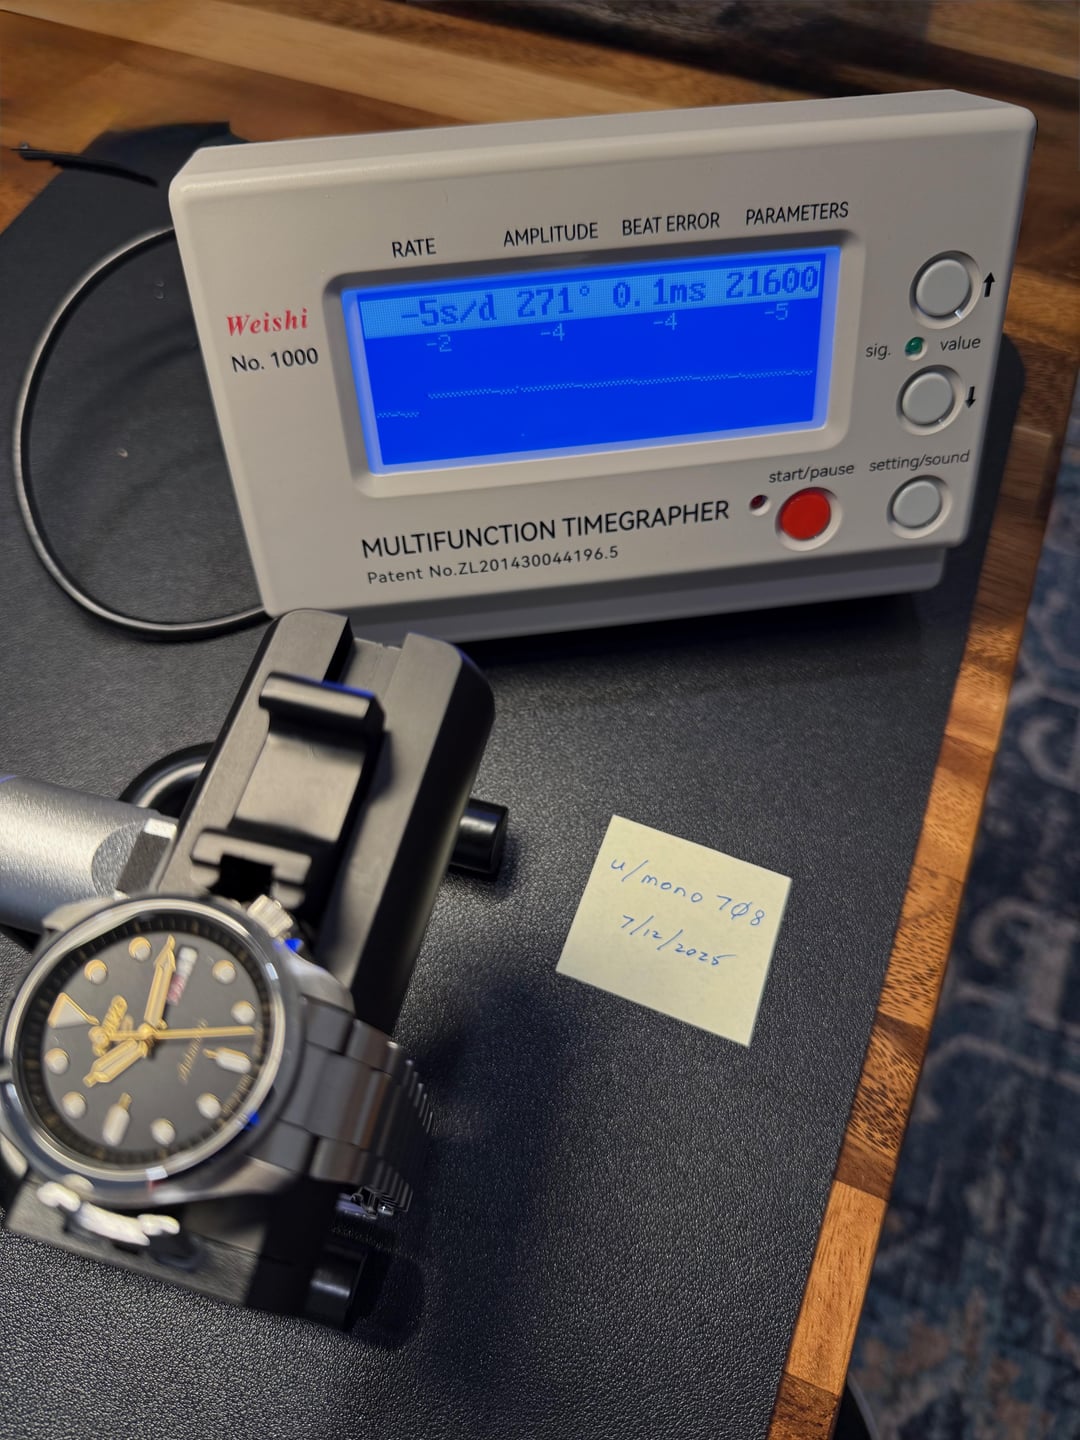 RATE AMPLITUDE BEAT ERROR PARAMETERS
-5s/d 271° 0.1ms 21600
-2 -4 -4 -5
Weishi
No. 1000
sig. value
start/pause setting/sound
MULTIFUNCTION TIMEGRAPHER
Patent No.ZL201430044196.5
u/mono 7Ø8
7/12/2025
Automatic